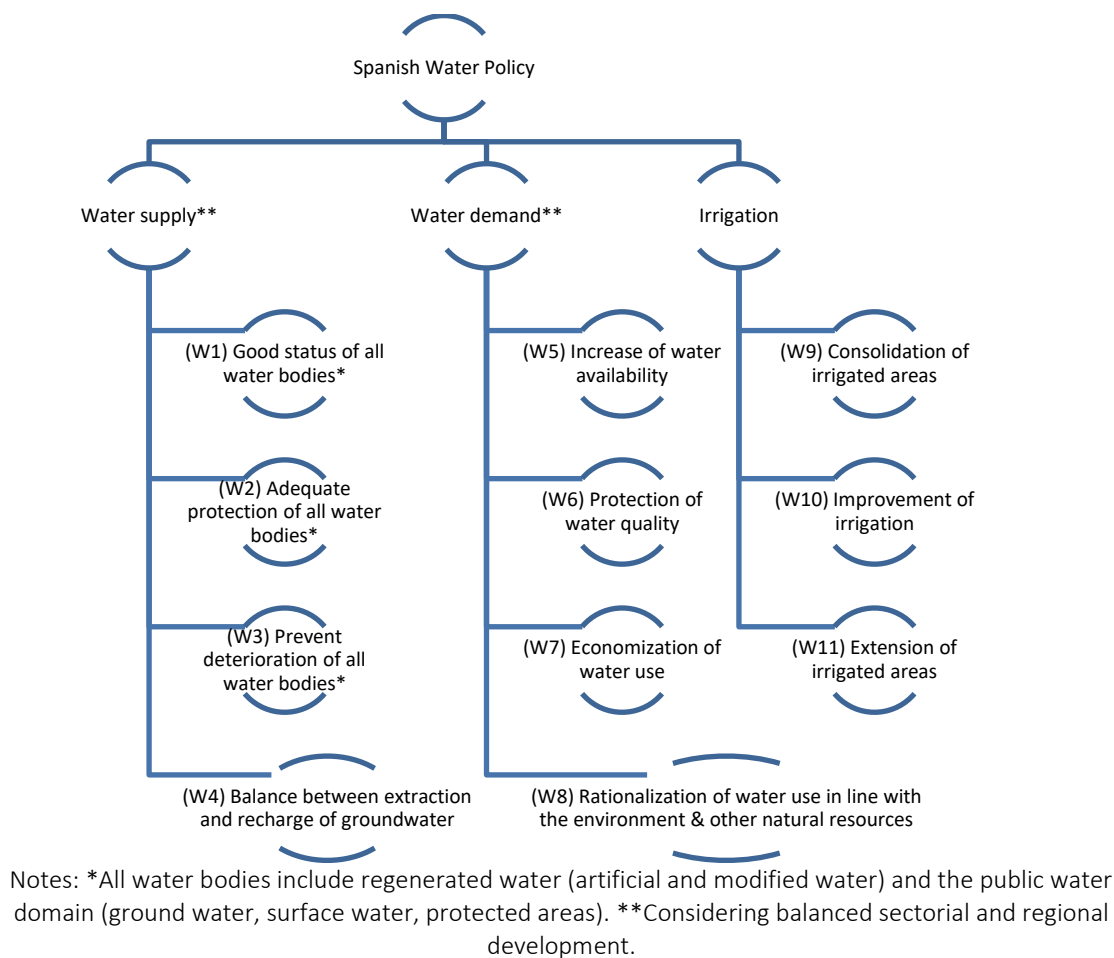 Spanish Water Policy
Water supply**
Water demand**
Irrigation
(W1) Good status of all
water bodies*
(W5) Increase of water
availability
(W9) Consolidation of
irrigated areas
(W2) Adequate
protection of all water
bodies*
(W6) Protection of
water quality
(W10) Improvement of
irrigation
(W3) Prevent
deterioration of all
water bodies*
(W7) Economization of
water use
(W11) Extension of
irrigated areas
(W4) Balance between extraction
and recharge of groundwater
(W8) Rationalization of water use in line with
the environment & other natural resources
Notes: *All water bodies include regenerated water (artificial and modified water) and the public water
domain (ground water, surface water, protected areas). **Considering balanced sectorial and regional
development.